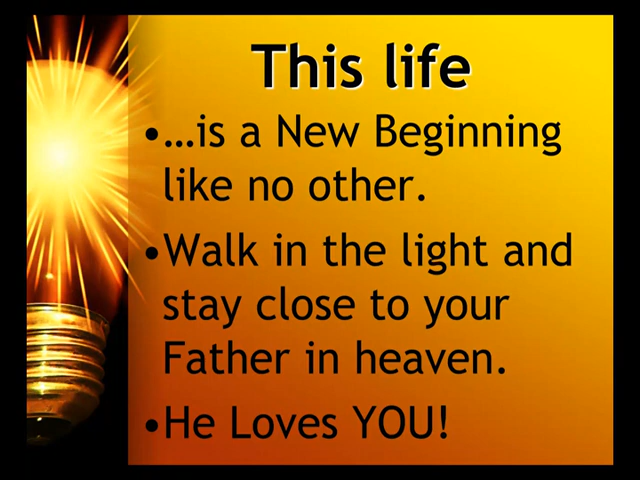 This life
•…is a New Beginning
like no other.
•Walk in the light and
stay close to your
Father in heaven.
•He Loves YOU!